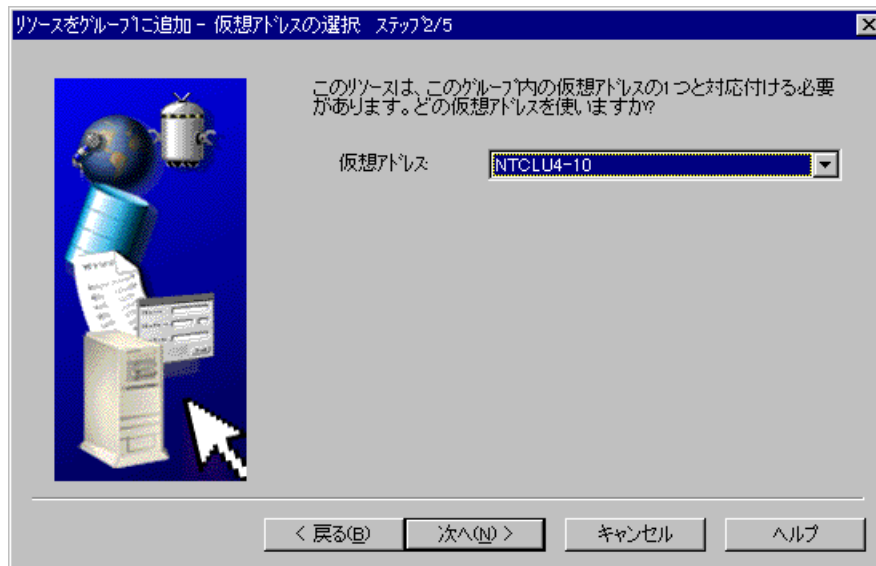 リソースをグループに追加 - 仮想アドレスの選択 ステップ2/5
このリソースは、このグループ内の仮想アドレスの1つと対応付ける必要
があります。どの仮想アドレスを使いますか?
仮想アドレス:
NTCLU4-10
< 戻る(B)
次へ(N) >
キャンセル
ヘルプ